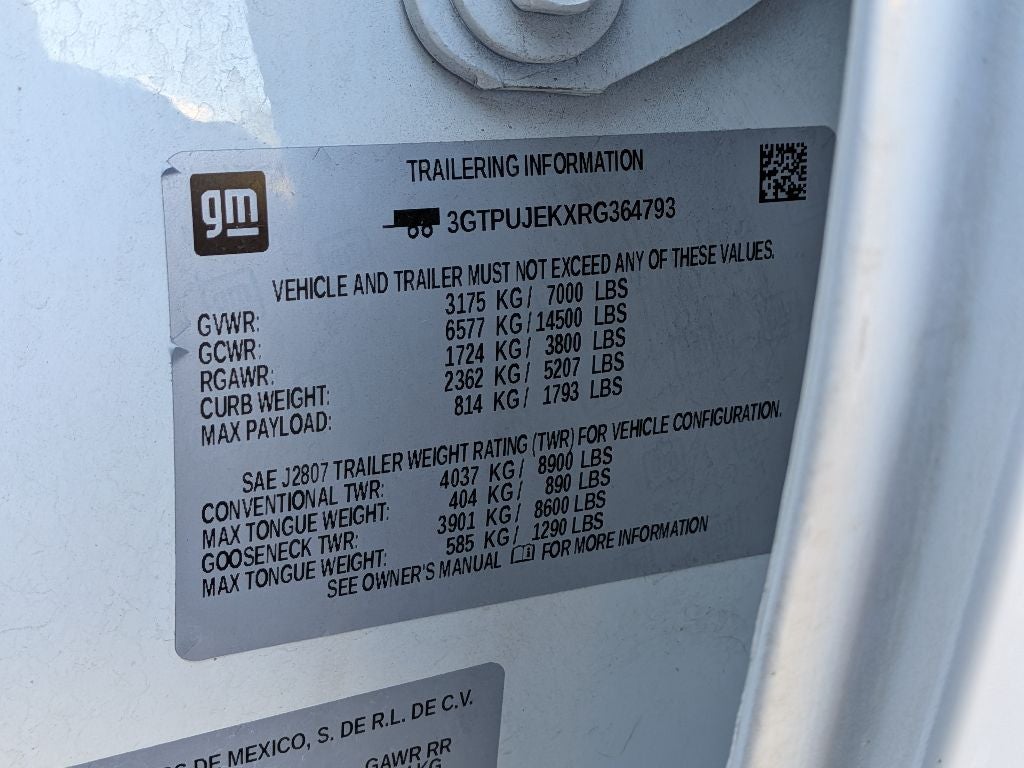 TRAILERING INFORMATION
gm
3GTPUJEKXRG364793
VEHICLE AND TRAILER MUST NOT EXCEED ANY OF THESE VALUES.
GVWR: 3175 KG/ 7000 LBS
GCWR: 6577 KG/ 14500 LBS
RGAWR: 1724 KG/ 3800 LBS
CURB WEIGHT: 2362 KG/ 5207 LBS
MAX PAYLOAD: 814 KG/ 1793 LBS
SAE J2807 TRAILER WEIGHT RATING (TWR) FOR VEHICLE CONFIGURATION.
CONVENTIONAL TWR: 4037 KG/ 8900 LBS
MAX TONGUE WEIGHT: 404 KG/ 890 LBS
GOOSENECK TWR: 3901 KG/ 8600 LBS
MAX TONGUE WEIGHT: 585 KG/ 1290 LBS
SEE OWNER'S MANUAL FOR MORE INFORMATION
DE MEXICO, S. DE R.L. DE C.V.
GAWR RR
KG